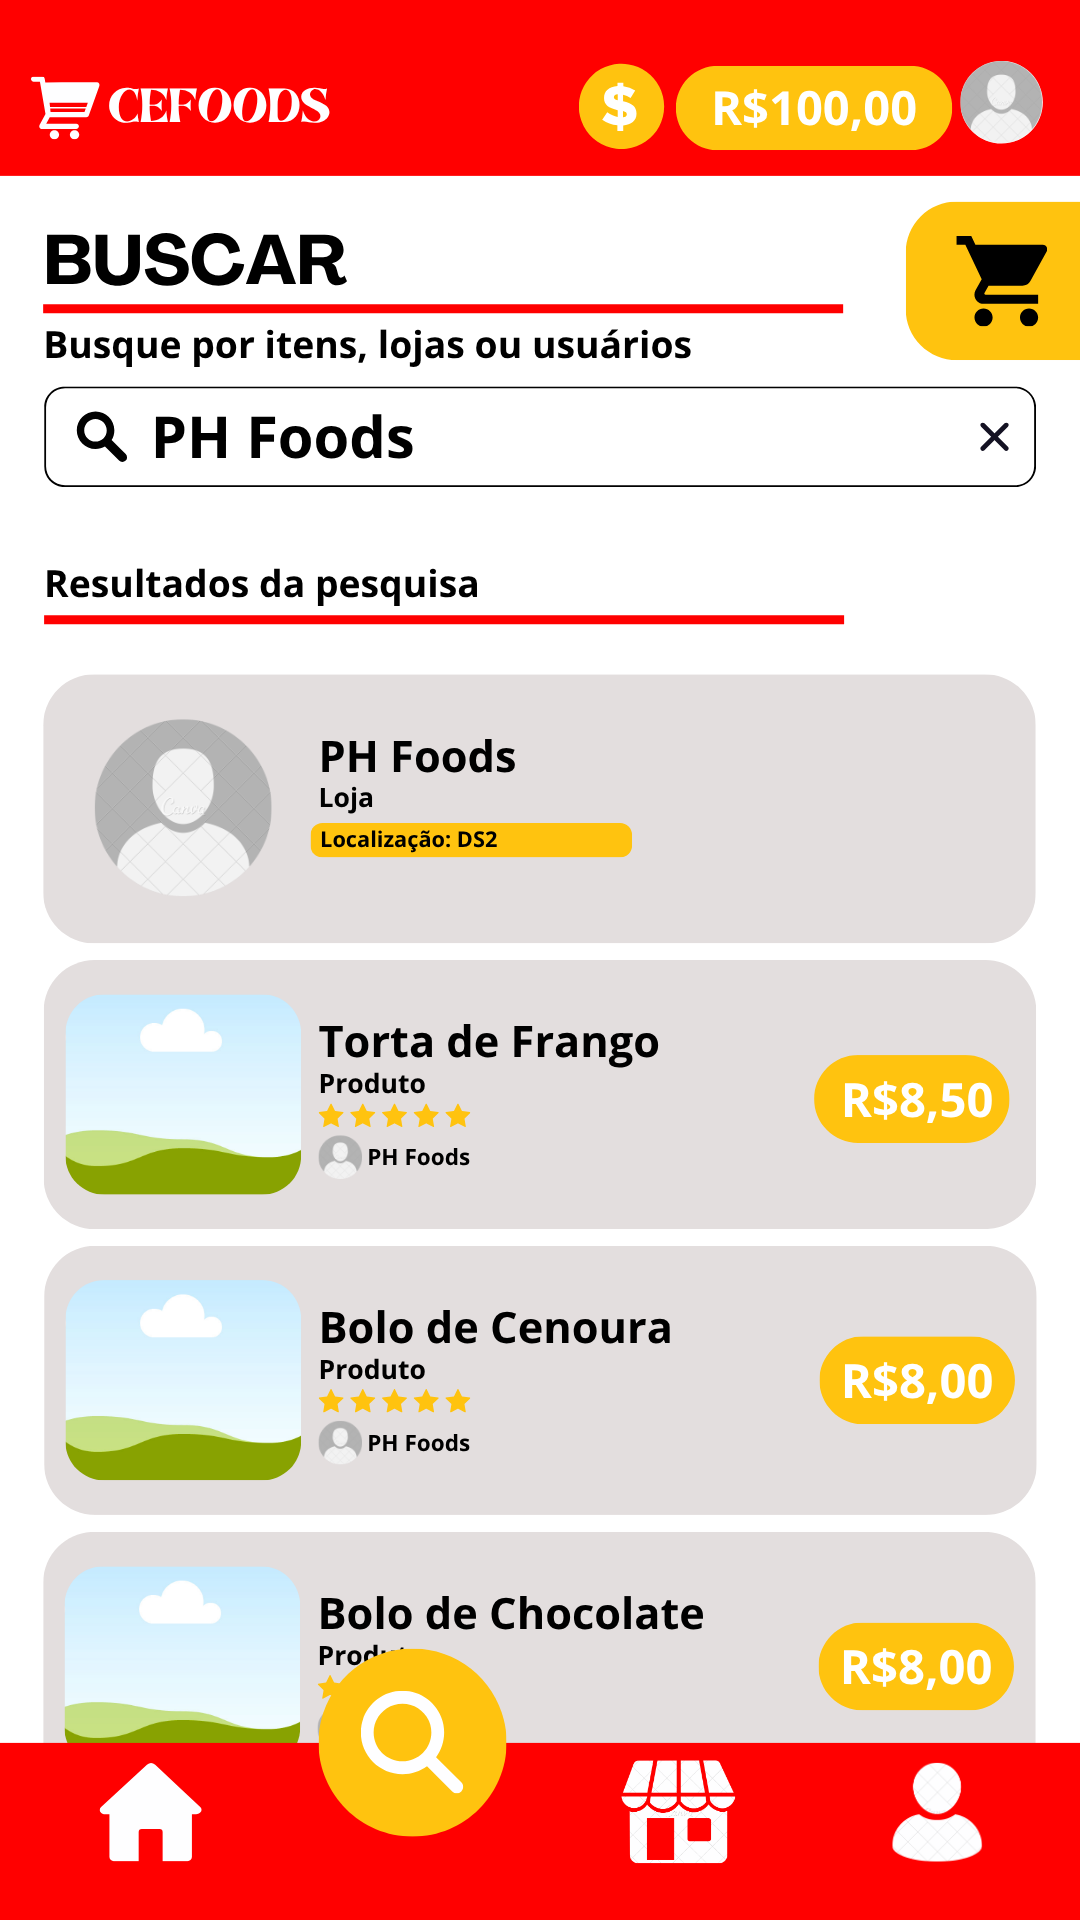 CEFOODS
$
R$100,00
BUSCAR
Busque por itens, lojas ou usuários
PH Foods
Resultados da pesquisa
PH Foods
Loja
Localização: DS2
Canva
Torta de Frango
Produto
R$8,50
PH Foods
Bolo de Cenoura
Produto
R$8,00
PH Foods
Bolo de Chocolate
Produto
R$8,00